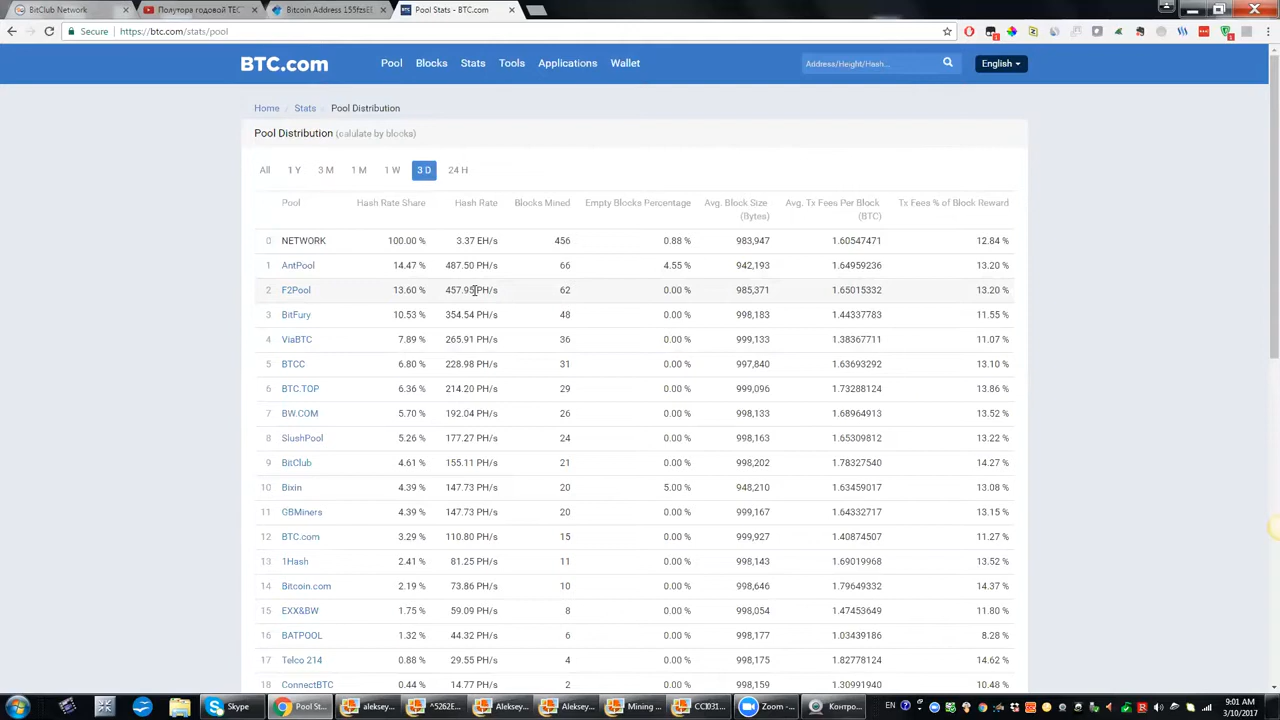 BitClub Network
Полутора годовой ТЕСТ
Bitcoin Address 155fzsEE
Pool Stats - BTC.com
Secure
https://btc.com/stats/pool
BTC.com
Pool Blocks Stats Tools Applications Wallet
Address/Height/Hash...
English
Home / Stats / Pool Distribution
Pool Distribution (calulate by blocks)
All 1 Y 3 M 1 M 1 W 3 D 24 H
Pool Hash Rate Share Hash Rate Blocks Mined Empty Blocks Percentage Avg. Block Size (Bytes) Avg. Tx Fees Per Block (BTC) Tx Fees % of Block Reward
0 NETWORK 100.00 % 3.37 EH/s 456 0.88 % 983,947 1.60547471 12.84 %
1 AntPool 14.47 % 487.50 PH/s 66 4.55 % 942,193 1.64959236 13.20 %
2 F2Pool 13.60 % 457.95 PH/s 62 0.00 % 985,371 1.65015332 13.20 %
3 BitFury 10.53 % 354.54 PH/s 48 0.00 % 998,183 1.44337783 11.55 %
4 ViaBTC 7.89 % 265.91 PH/s 36 0.00 % 999,133 1.38367711 11.07 %
5 BTCC 6.80 % 228.98 PH/s 31 0.00 % 997,840 1.63693292 13.10 %
6 BTC.TOP 6.36 % 214.20 PH/s 29 0.00 % 999,096 1.73288124 13.86 %
7 BW.COM 5.70 % 192.04 PH/s 26 0.00 % 998,133 1.68964913 13.52 %
8 SlushPool 5.26 % 177.27 PH/s 24 0.00 % 998,163 1.65309812 13.22 %
9 BitClub 4.61 % 155.11 PH/s 21 0.00 % 998,202 1.78327540 14.27 %
10 Bixin 4.39 % 147.73 PH/s 20 5.00 % 948,210 1.63459017 13.08 %
11 GBMiners 4.39 % 147.73 PH/s 20 0.00 % 999,167 1.64332717 13.15 %
12 BTC.com 3.29 % 110.80 PH/s 15 0.00 % 999,927 1.40874507 11.27 %
13 1Hash 2.41 % 81.25 PH/s 11 0.00 % 998,143 1.69019968 13.52 %
14 Bitcoin.com 2.19 % 73.86 PH/s 10 0.00 % 998,646 1.79649332 14.37 %
15 EXX&BW 1.75 % 59.09 PH/s 8 0.00 % 998,054 1.47453649 11.80 %
16 BATPOOL 1.32 % 44.32 PH/s 6 0.00 % 998,177 1.03439186 8.28 %
17 Telco 214 0.88 % 29.55 PH/s 4 0.00 % 998,175 1.82778124 14.62 %
18 ConnectBTC 0.44 % 14.77 PH/s 2 0.00 % 998,159 1.30991940 10.48 %
Skype
Pool St...
aleksey...
^5262E...
Aleksey...
Aleksey...
Mining ...
CC\031...
Zoom -...
Контро...
EN
9:01 AM
3/10/2017